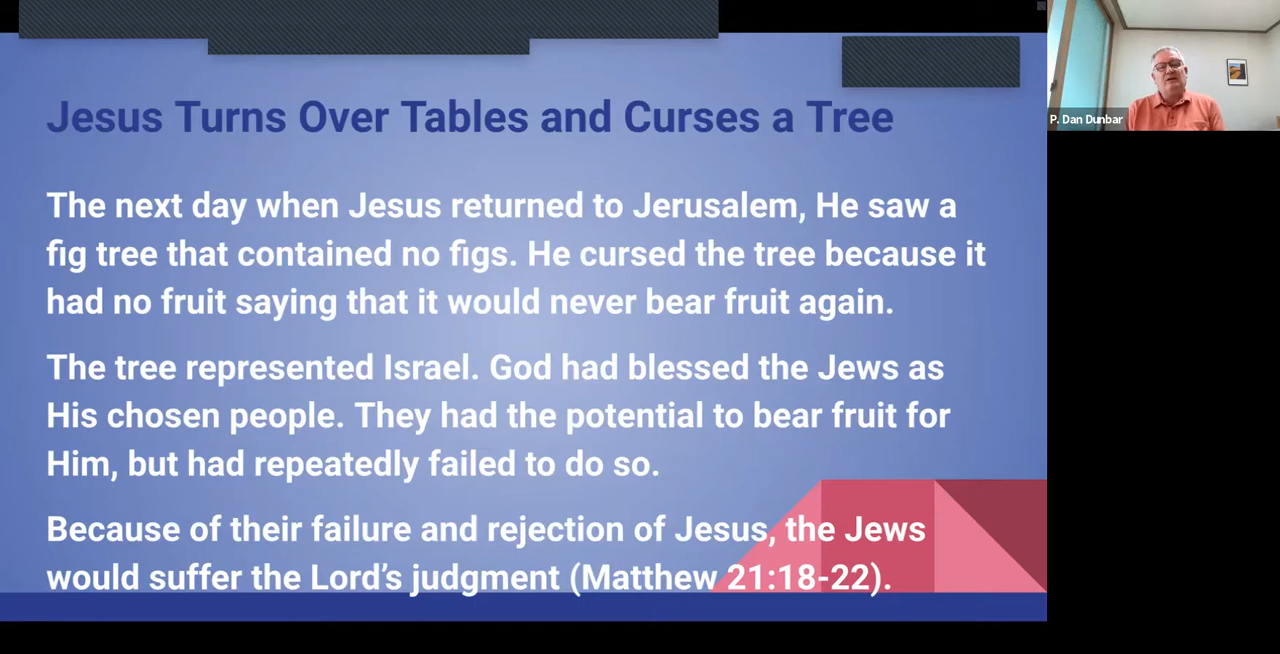 Jesus Turns Over Tables and Curses a Tree
The next day when Jesus returned to Jerusalem, He saw a
fig tree that contained no figs. He cursed the tree because it
had no fruit saying that it would never bear fruit again.
The tree represented Israel. God had blessed the Jews as
His chosen people. They had the potential to bear fruit for
Him, but had repeatedly failed to do so.
Because of their failure and rejection of Jesus, the Jews
would suffer the Lord’s judgment (Matthew 21:18-22).
P. Dan Dunbar